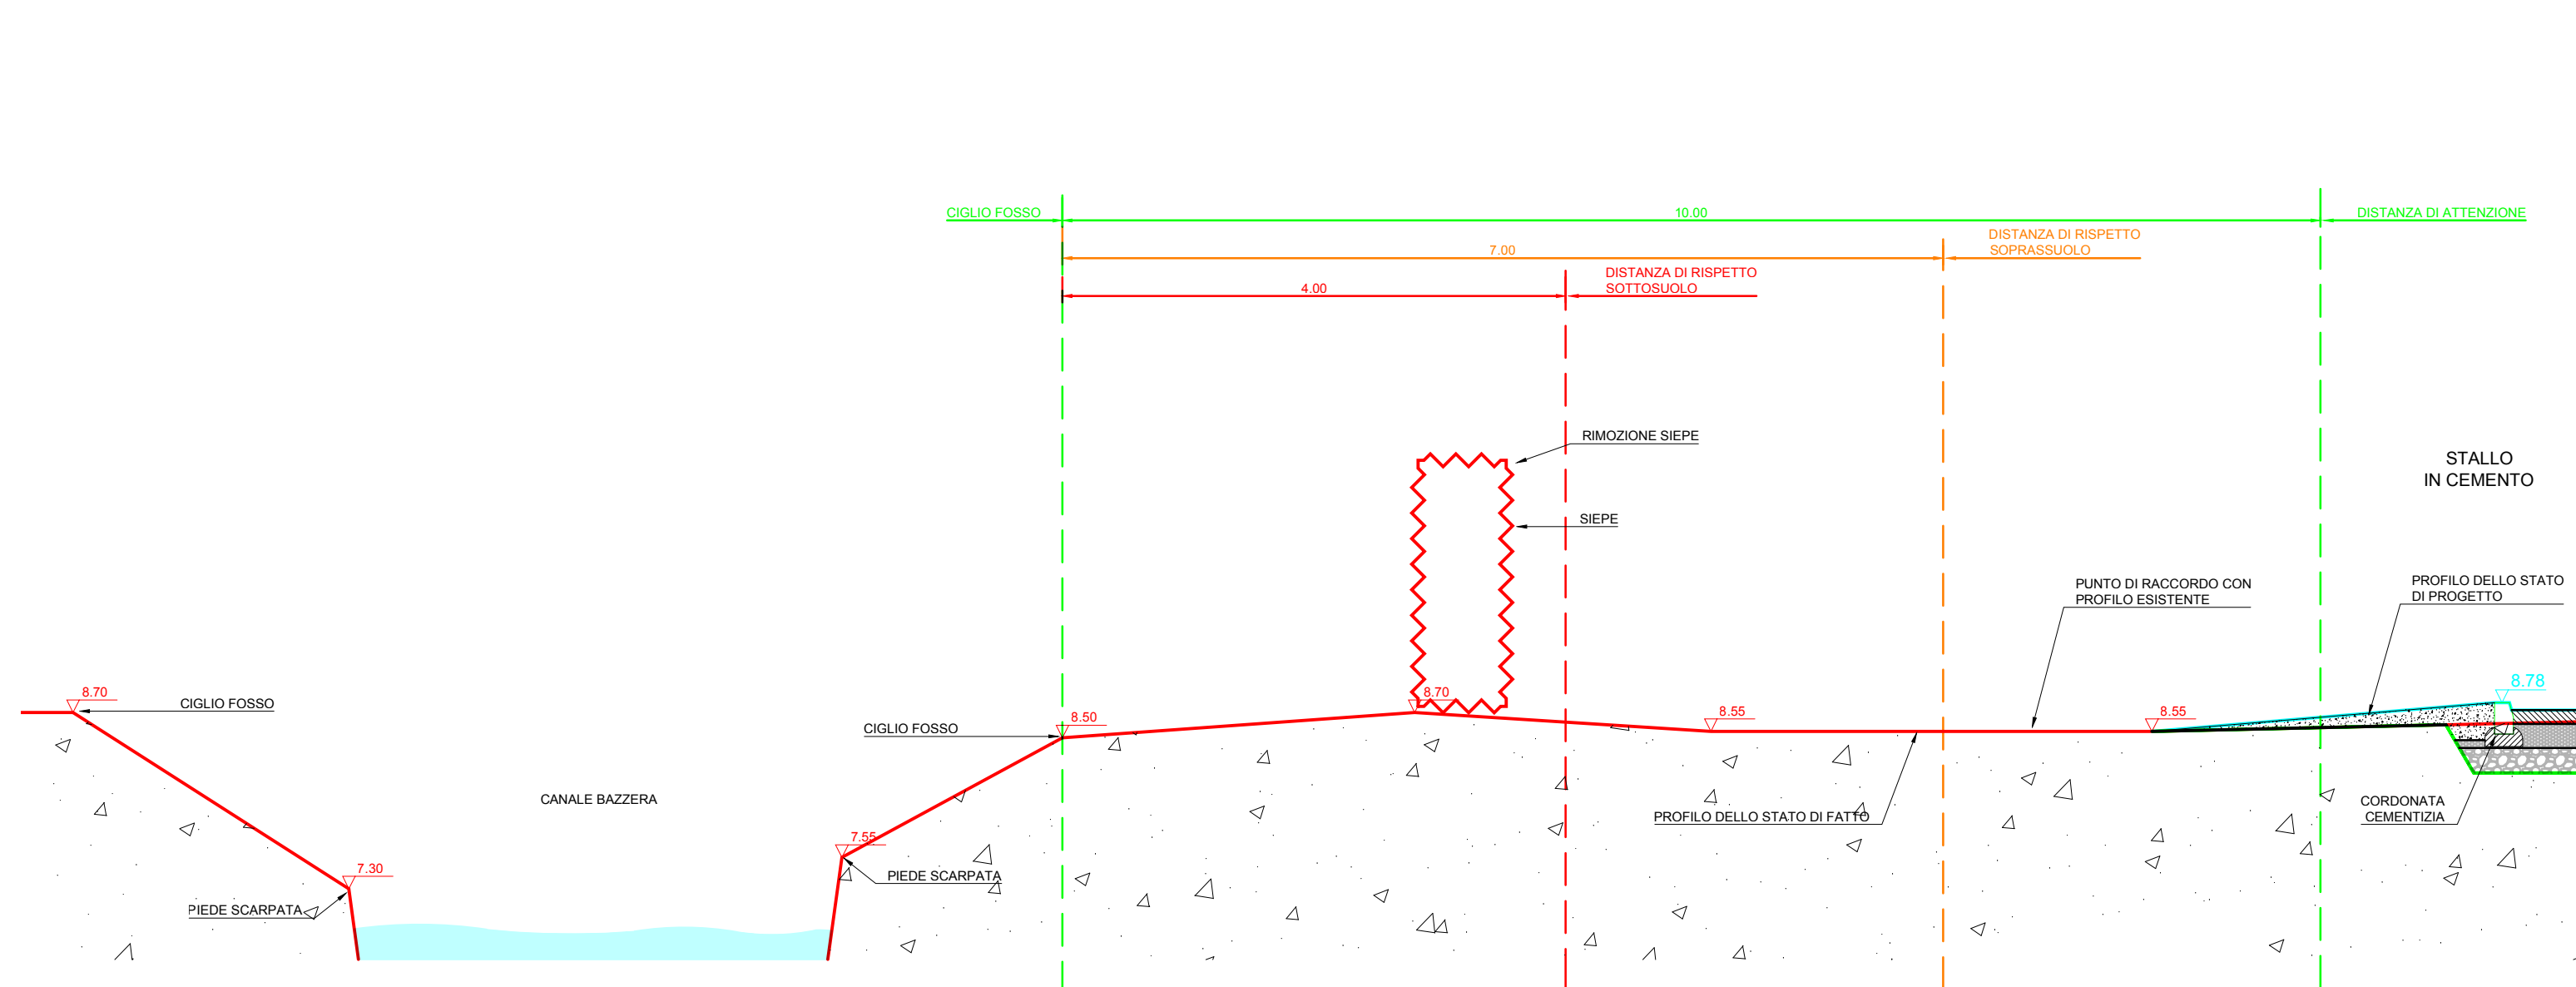 CIGLIO FOSSO
10.00
DISTANZA DI ATTENZIONE
7.00
DISTANZA DI RISPETTO
SOPRASSUOLO
4.00
DISTANZA DI RISPETTO
SOTTOSUOLO
RIMOZIONE SIEPE
SIEPE
STALLO
IN CEMENTO
PUNTO DI RACCORDO CON
PROFILO ESISTENTE
PROFILO DELLO STATO
DI PROGETTO
8.70
CIGLIO FOSSO
CIGLIO FOSSO
8.50
8.70
8.55
8.55
8.78
CANALE BAZZERA
PROFILO DELLO STATO DI FATTO
CORDONATA
CEMENTIZIA
7.55
PIEDE SCARPATA
7.30
PIEDE SCARPATA